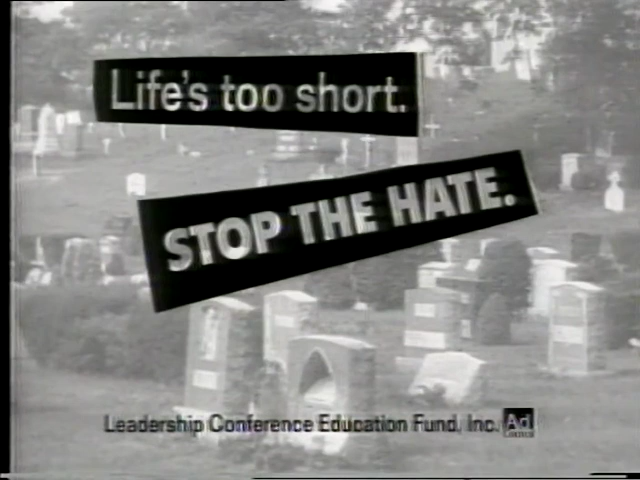 Life's too short.
STOP THE HATE.
Leadership Conference Education Fund, Inc.
Ad
Council